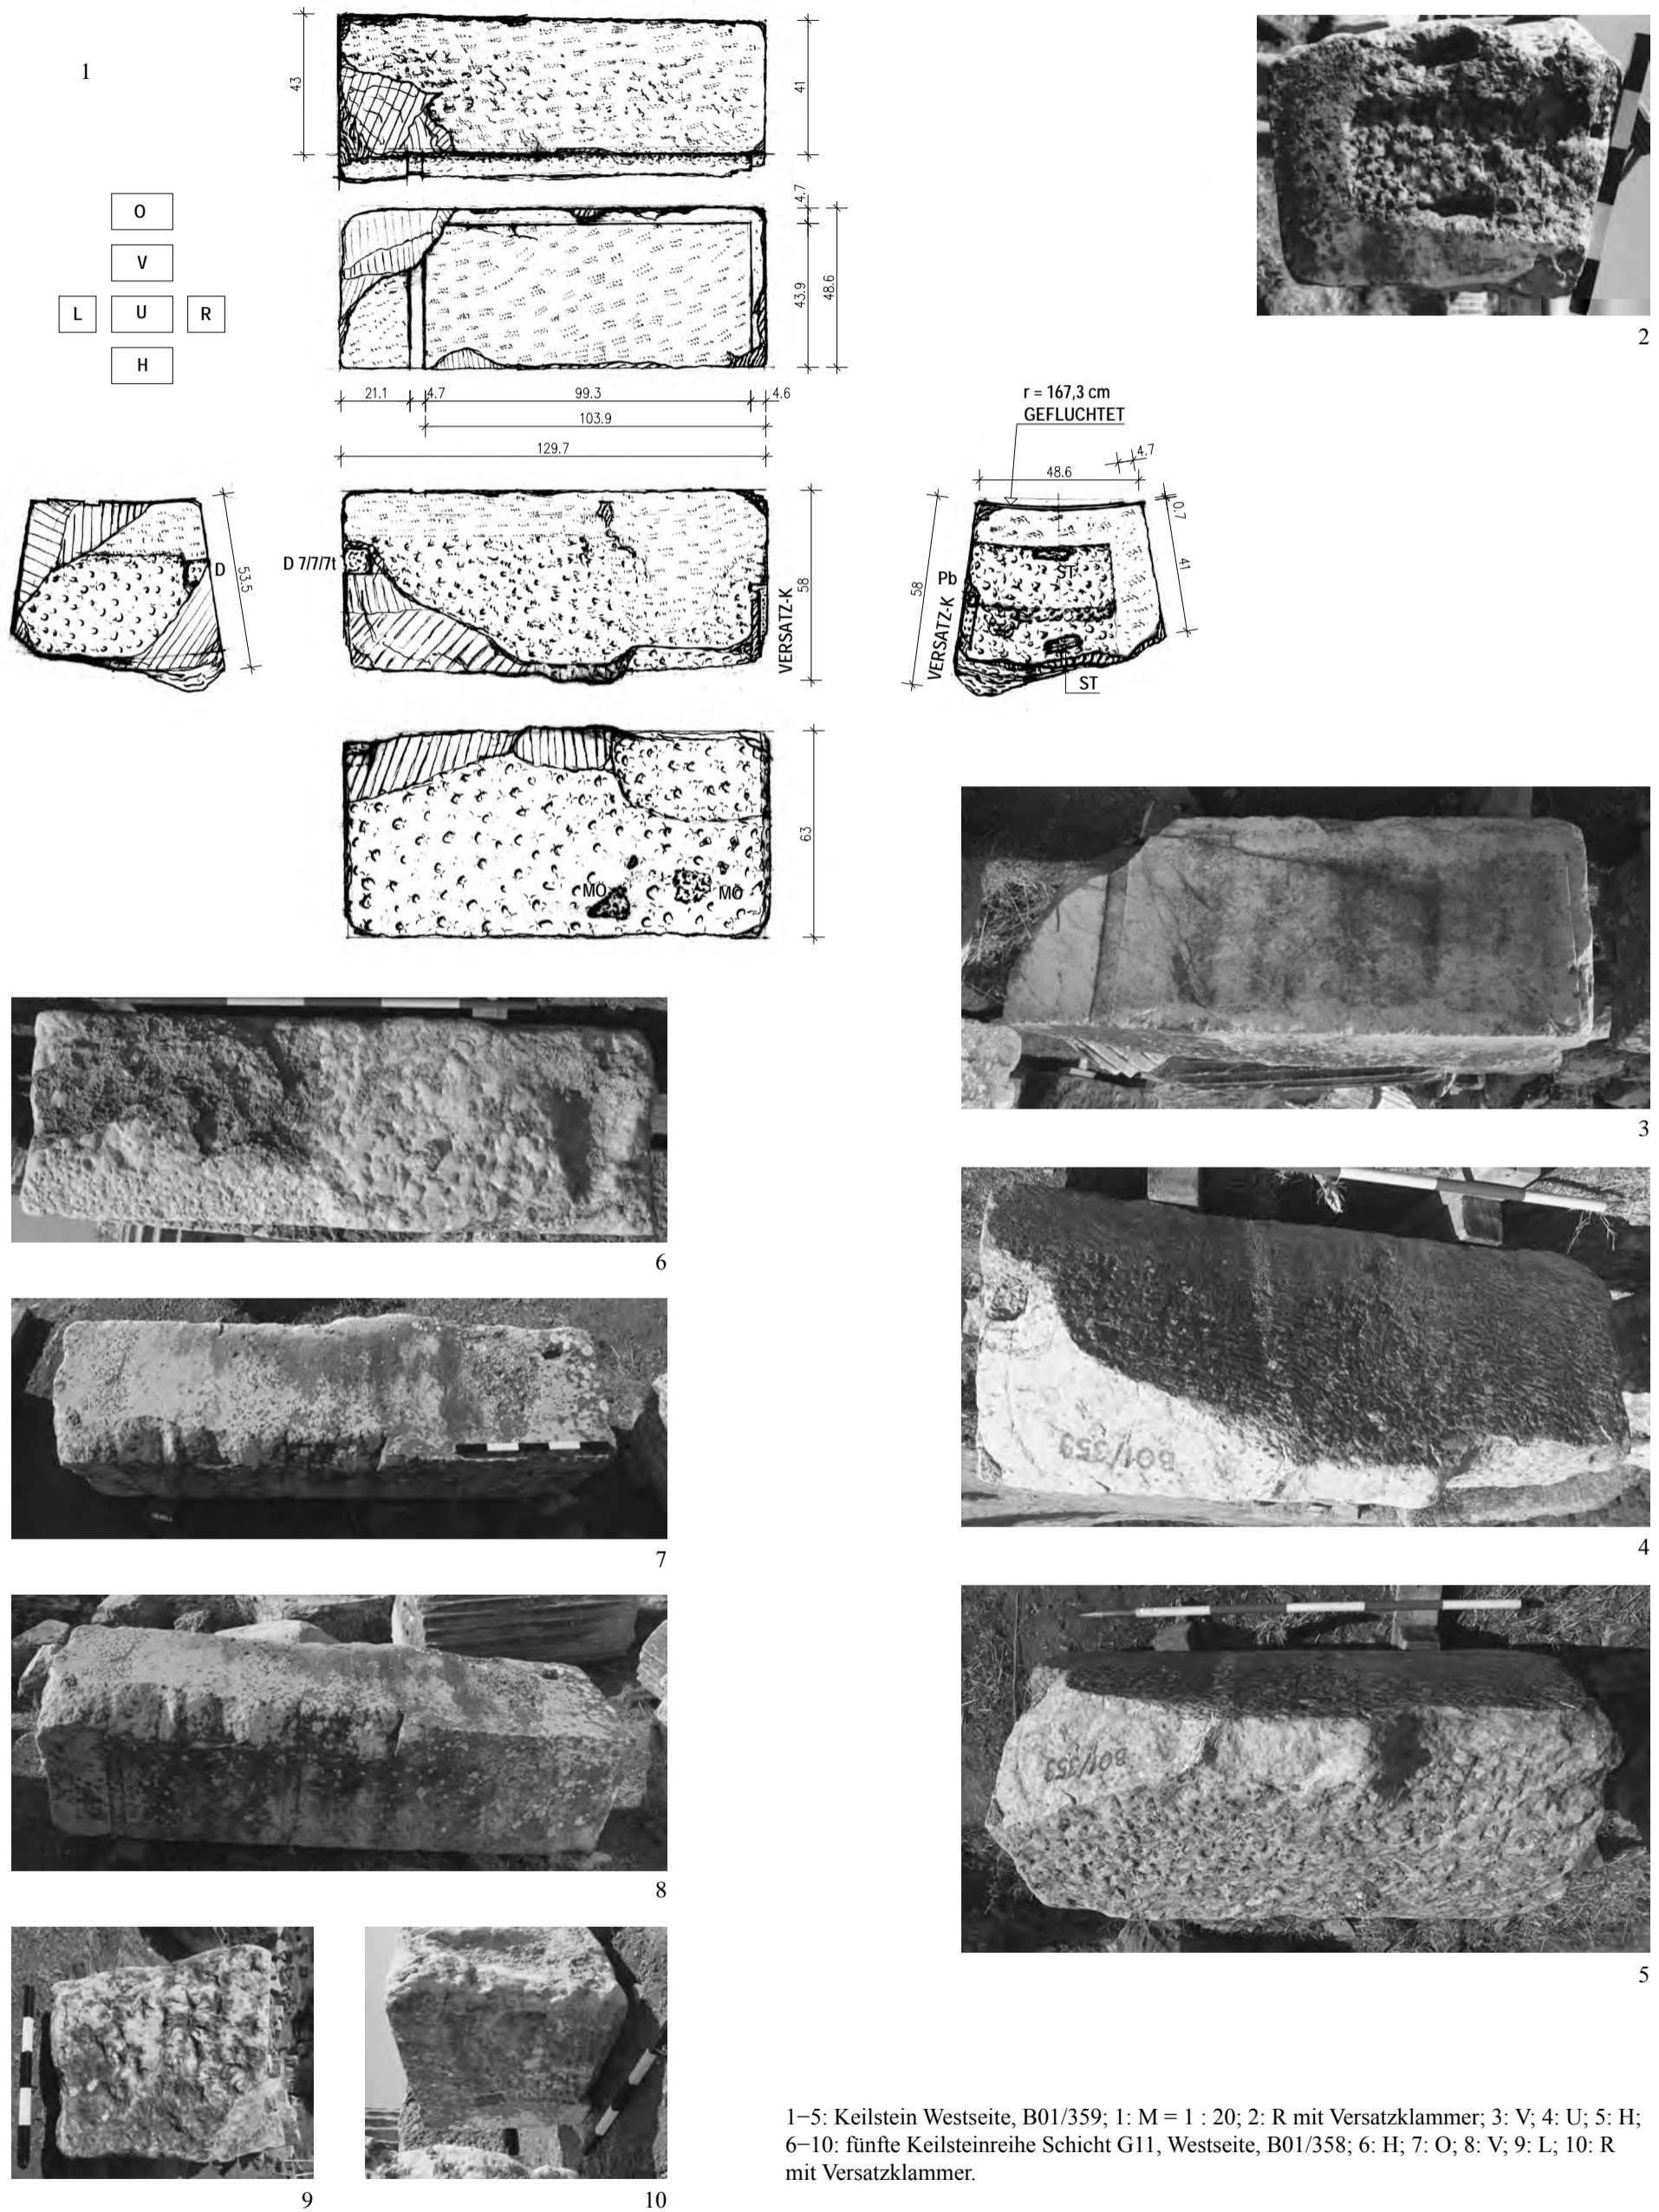 1
43
41
O
V
L U R
H
4.7
43.9
48.6
21.1 4.7 99.3 4.6
103.9
129.7
2
r = 167,3 cm
GEFLUCHTET
4.7
48.6
0.7
41
58
Pb
VERSATZ-K
ST
ST
D
53.5
D 7/7/7t
58
VERSATZ-K
63
MÖ
MÖ
3
B01/353
4
B01/353
5
6
7
8
9
10
1–5: Keilstein Westseite, B01/359; 1: M = 1 : 20; 2: R mit Versatzklammer; 3: V; 4: U; 5: H;
6–10: fünfte Keilsteinreihe Schicht G11, Westseite, B01/358; 6: H; 7: O; 8: V; 9: L; 10: R
mit Versatzklammer.